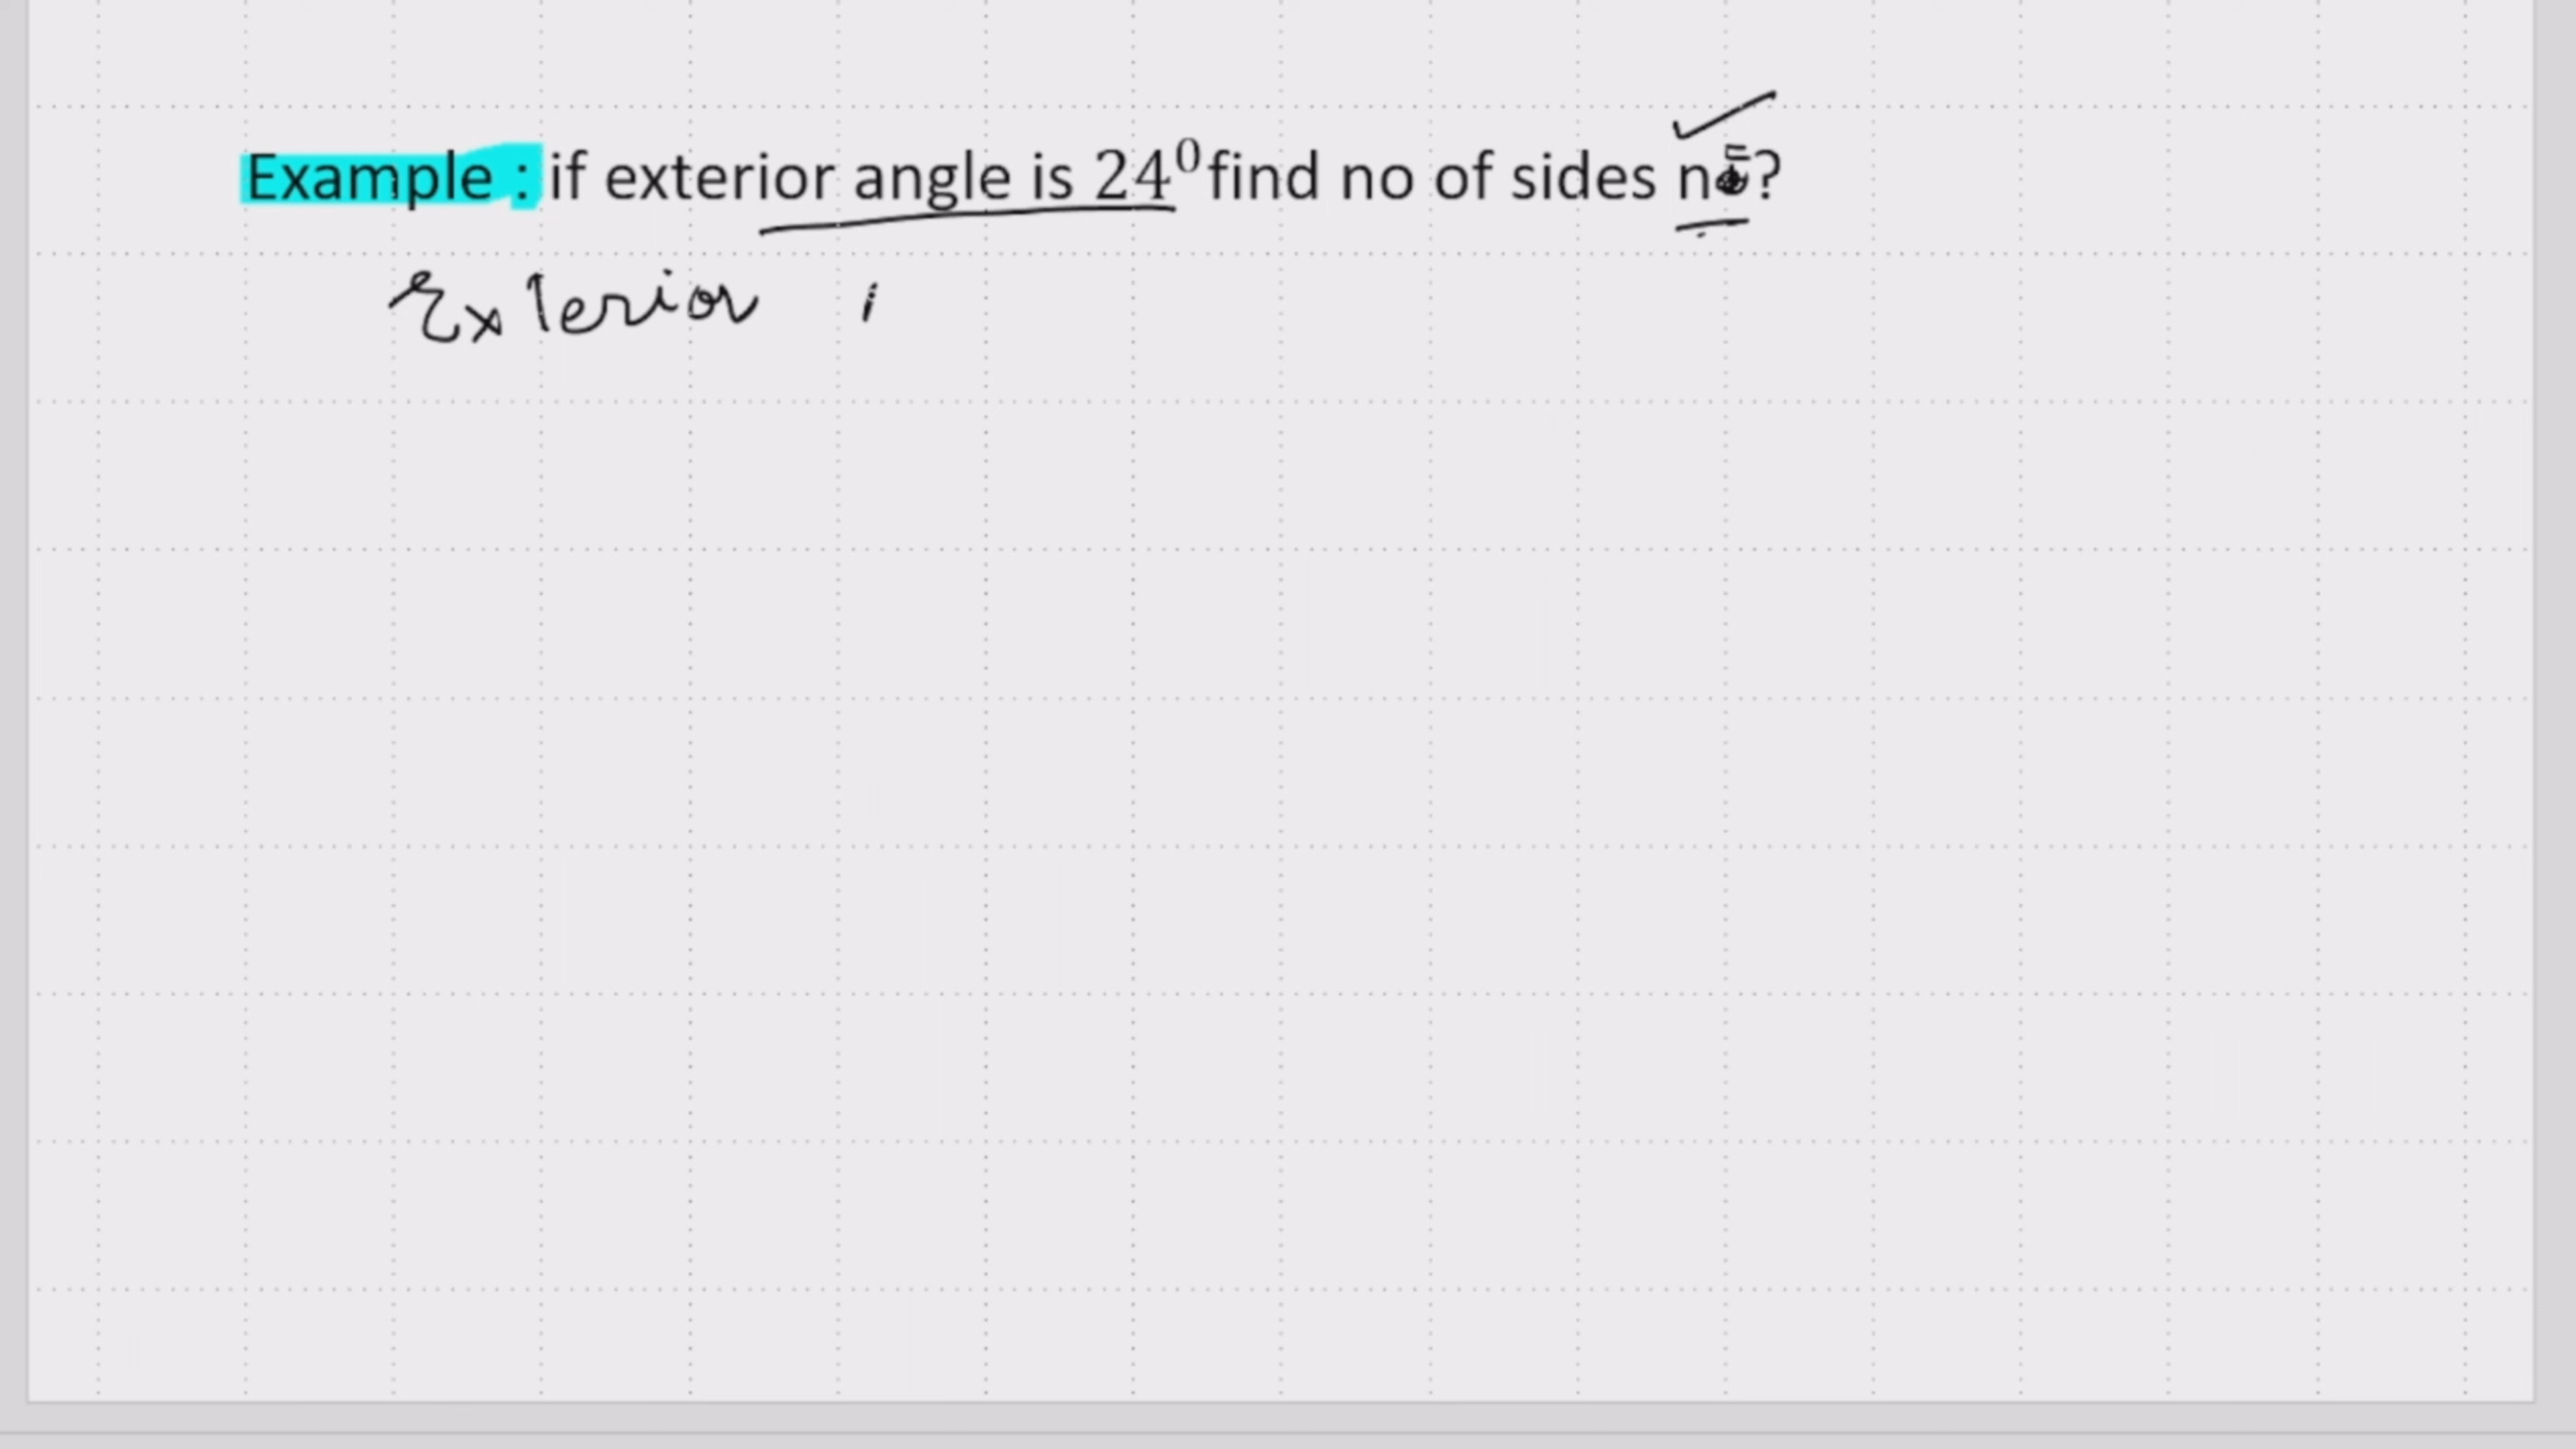 Example : if exterior angle is 24⁰ find no of sides n ?
Exterior